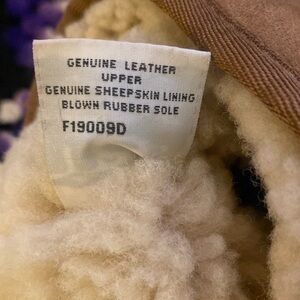 GENUINE LEATHER
UPPER
GENUINE SHEEPSKIN LINING
BLOWN RUBBER SOLE
F19009D